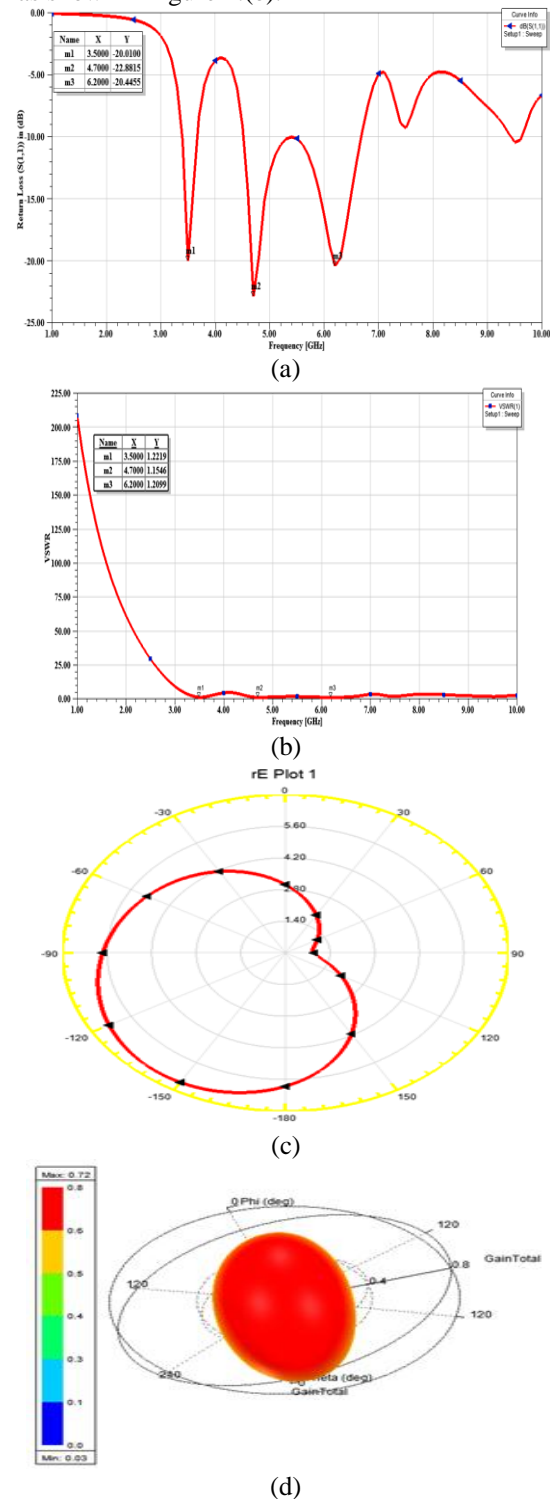 0.00
-5.00
-10.00
-15.00
-20.00
-25.00
Return Loss (S(1,1)) in (dB)
Name X Y
m1 3.5000 -20.0100
m2 4.7000 -22.8815
m3 6.2000 -20.4455
Curve Info
dB(S(1,1))
Setup1 : Sweep
m1
m2
m3
1.00 2.00 3.00 4.00 5.00 6.00 7.00 8.00 9.00 10.00
Frequency [GHz]
(a)
225.00
200.00
175.00
150.00
125.00
100.00
75.00
50.00
25.00
0.00
VSWR
Name X Y
m1 3.5000 1.2219
m2 4.7000 1.1546
m3 6.2000 1.2099
Curve Info
VSWR(1)
Setup1 : Sweep
m1
m2
m3
1.00 2.00 3.00 4.00 5.00 6.00 7.00 8.00 9.00 10.00
Frequency [GHz]
(b)
rE Plot 1
0
-30 30
5.60
-60 4.20 60
2.80
1.40
-90 90
-120 120
-150 150
-180
(c)
Max: 0.72
0.8
0.6
0.5
0.4
0.3
0.2
0.1
0.0
Min: 0.03
0 Phi (deg)
120
GainTotal
0.8
0.4
120
120
GainTotal
(d)